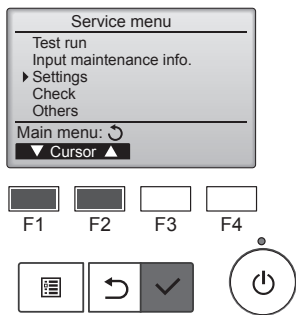 Service menu
Test run
Input maintenance info.
Settings
Check
Others
Main menu:
▼ Cursor ▲
F1 F2 F3 F4